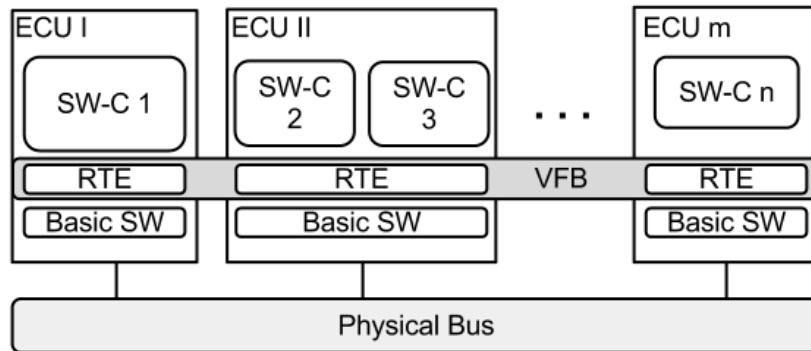 ECU I
ECU II
ECU m
SW-C 1
SW-C
2
SW-C
3
. . .
SW-C n
RTE
RTE
VFB
RTE
Basic SW
Basic SW
Basic SW
Physical Bus